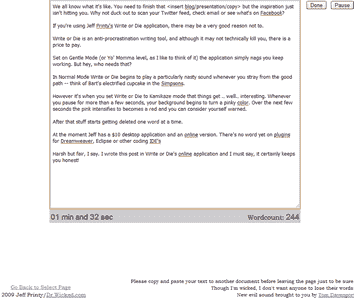 We all know what it's like. You need to finish that <insert blog/presentation/copy> but the inspiration just
isn't hitting you. Why not duck out to scan your Twitter feed, check email or see what's on Facebook?
If you're using Jeff Printy's Write or Die application, there may be a very good reason not to.
Write or Die is an anti-procrastination writing tool, and although it may not technically kill you, there is a
price to pay.
Set on Gentle Mode (or Yo' Momma level, as I like to think of it) the application simply nags you keep
working. But hey, who needs that?
In Normal Mode Write or Die begins to play a particularly nasty sound whenever you stray from the good
path -- think of Bart's electrified cupcake in the Simpsons.
However it's when you set Write or Die to Kamikaze mode that things get .. well.. interesting. Whenever
you pause for more than a few seconds, your background begins to turn a pinky color. Over the next few
seconds the pink intensifies to becomes a red and you can consider yourself warned.
After that stuff starts getting deleted one word at a time.
At the moment Jeff has a $10 desktop application and an online version. There's no word yet on plugins
for Dreamweaver, Eclipse or other coding IDE's
Harsh but fair, I say. I wrote this post in Write or Die's online application and I must say, it certainly keeps
you honest!
Done
Pause
01 min and 32 sec
Wordcount: 244
Go Back to Select Page
2009 Jeff Printy/Dr Wicked.com
Please copy and paste your text to another document before leaving the page just to be sure
Though I'm wicked, I don't want anyone to lose their words
New evil sound brought to you by Tom Davenport